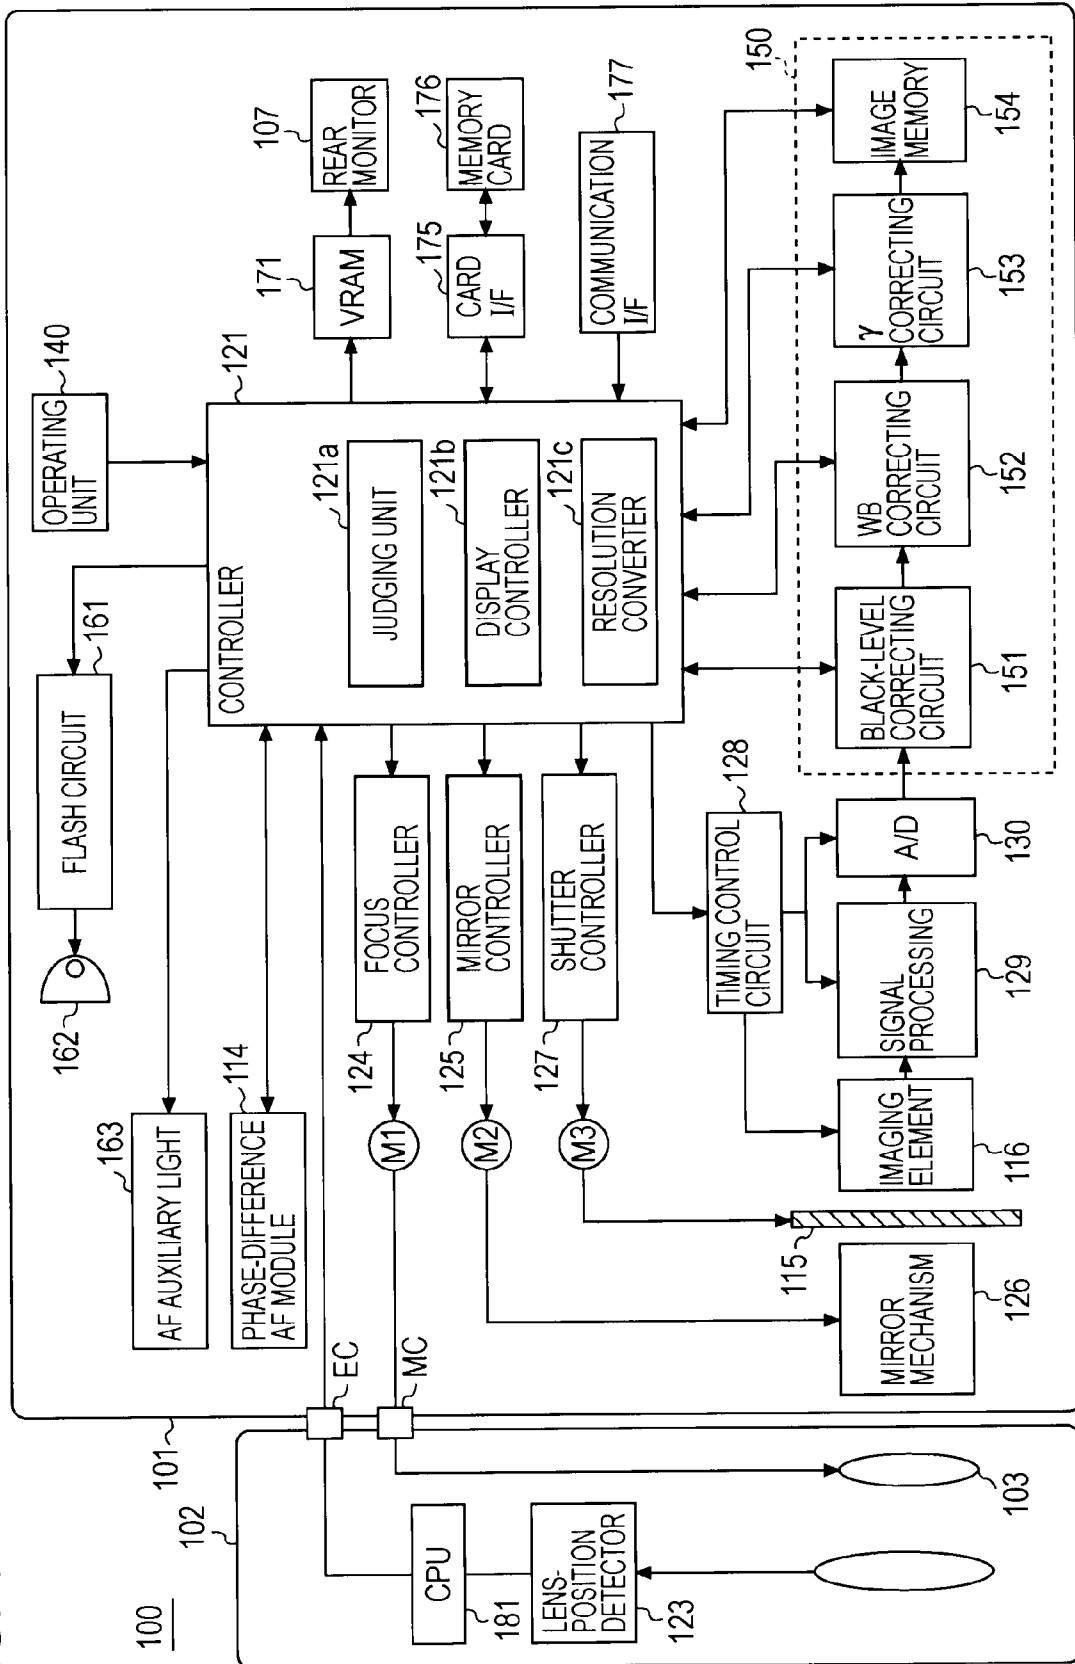 100
102
101
CPU
181
LENS-
POSITION
DETECTOR
123
103
EC
MC
163
AF AUXILIARY LIGHT
114
PHASE-DIFFERENCE
AF MODULE
162
FLASH CIRCUIT
161
OPERATING
UNIT
140
CONTROLLER
121
JUDGING UNIT
121a
DISPLAY
CONTROLLER
121b
RESOLUTION
CONVERTER
121c
M1
124
FOCUS
CONTROLLER
M2
125
MIRROR
CONTROLLER
M3
127
SHUTTER
CONTROLLER
171
VRAM
107
REAR
MONITOR
175
CARD
I/F
176
MEMORY
CARD
177
COMMUNICATION
I/F
128
TIMING CONTROL
CIRCUIT
115
MIRROR
MECHANISM
126
IMAGING
ELEMENT
116
SIGNAL
PROCESSING
129
A/D
130
150
BLACK-LEVEL
CORRECTING
CIRCUIT
151
WB
CORRECTING
CIRCUIT
152
γ
CORRECTING
CIRCUIT
153
IMAGE
MEMORY
154